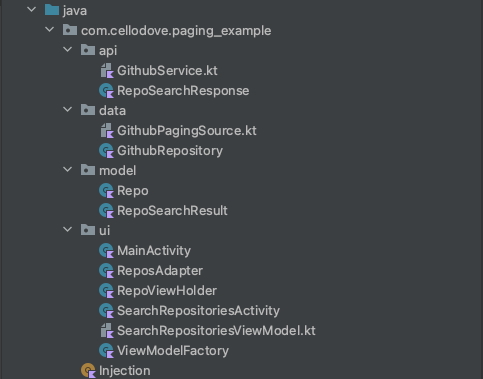 java
com.cellodove.paging_example
api
GithubService.kt
RepoSearchResponse
data
GithubPagingSource.kt
GithubRepository
model
Repo
RepoSearchResult
ui
MainActivity
ReposAdapter
RepoViewHolder
SearchRepositoriesActivity
SearchRepositoriesViewModel.kt
ViewModelFactory
Injection